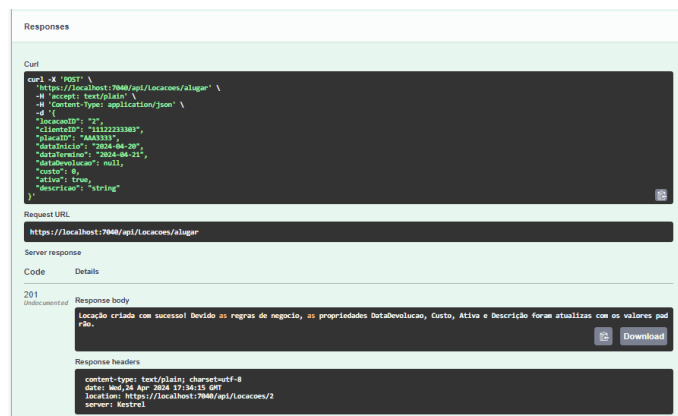 Responses
Curl
curl -X 'POST' \
'https://localhost:7040/api/Locacoes/alugar' \
-H 'accept: text/plain' \
-H 'Content-Type: application/json' \
-d '{
"locacaoID": "2",
"clienteID": "11122233303",
"placaID": "AAA3333",
"dataInicio": "2024-04-20",
"dataTermino": "2024-04-21",
"dataDevolucao": null,
"custo": 0,
"ativa": true,
"descricao": "string"
}'
Request URL
https://localhost:7040/api/Locacoes/alugar
Server response
Code Details
201
Undocumented
Response body
Locação criada com sucesso! Devido as regras de negocio, as propriedades DataDevolucao, Custo, Ativa e Descrição foram atualizas com os valores pad
rão.
Download
Response headers
content-type: text/plain; charset=utf-8
date: Wed,24 Apr 2024 17:34:15 GMT
location: https://localhost:7040/api/Locacoes/2
server: Kestrel